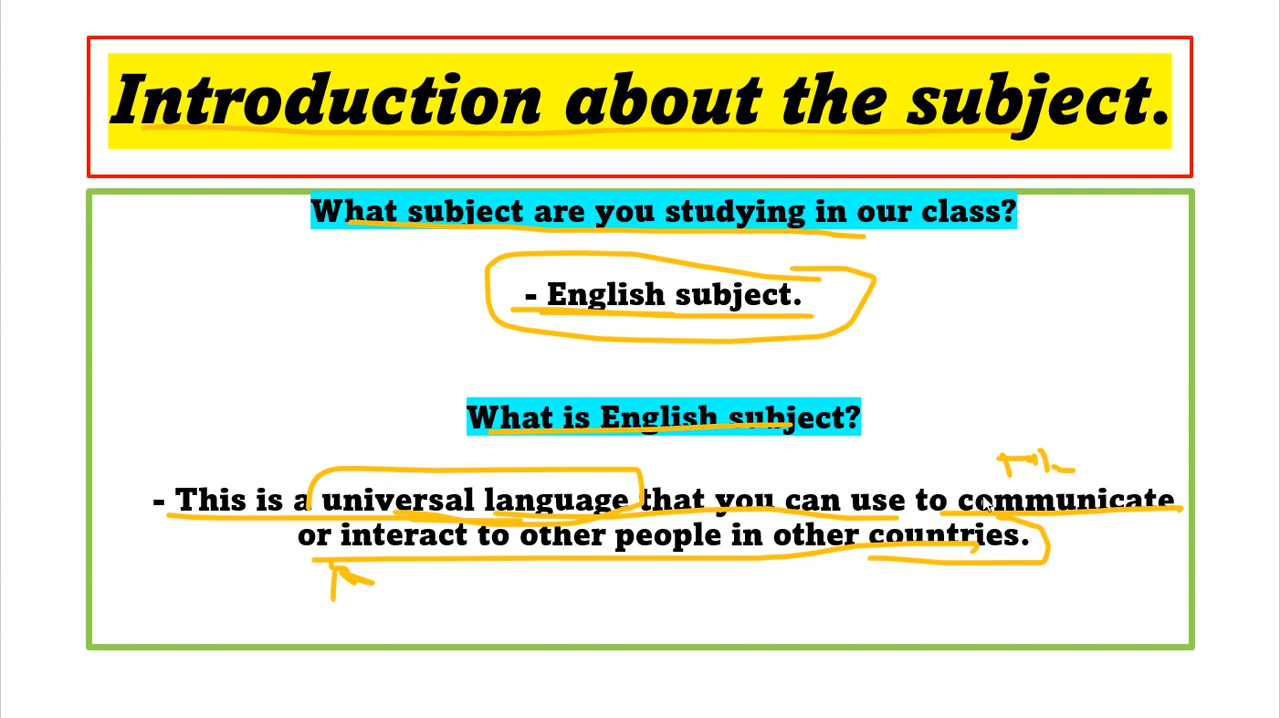 Introduction about the subject.
What subject are you studying in our class?
- English subject.
What is English subject?
- This is a universal language that you can use to communicate
or interact to other people in other countries.